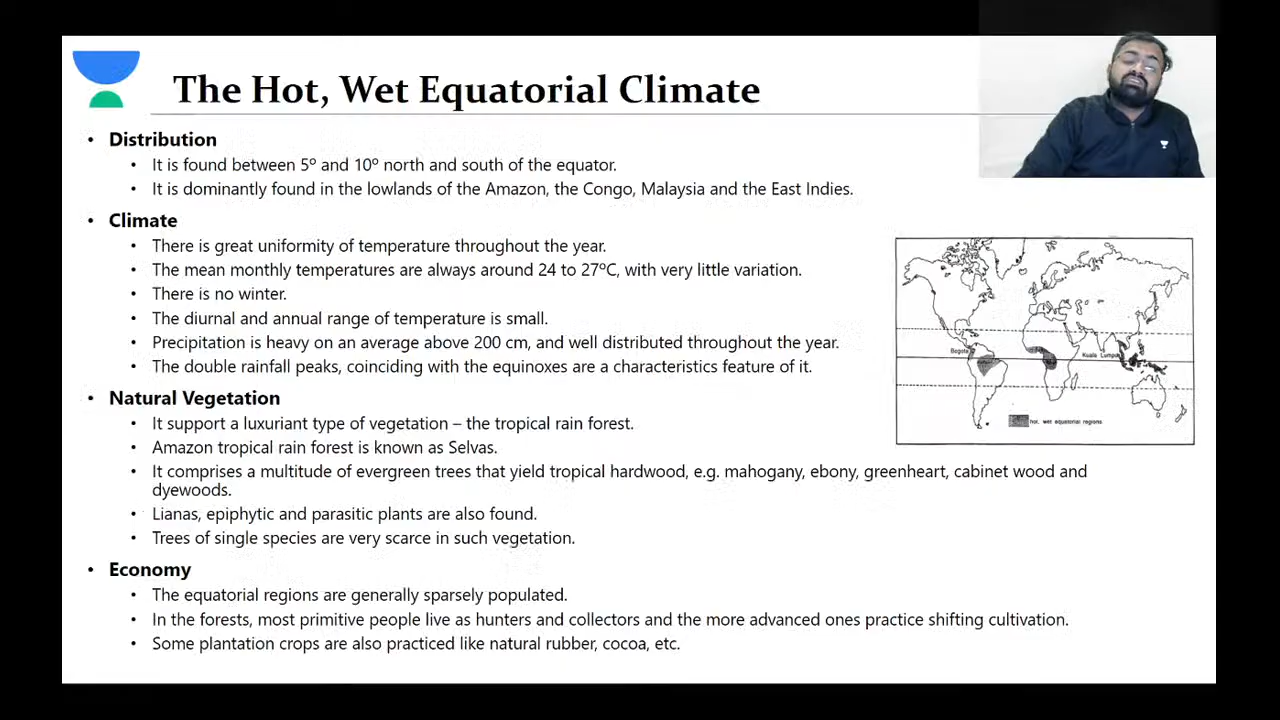 The Hot, Wet Equatorial Climate
• Distribution
• It is found between 5º and 10º north and south of the equator.
• It is dominantly found in the lowlands of the Amazon, the Congo, Malaysia and the East Indies.
• Climate
• There is great uniformity of temperature throughout the year.
• The mean monthly temperatures are always around 24 to 27ºC, with very little variation.
• There is no winter.
• The diurnal and annual range of temperature is small.
• Precipitation is heavy on an average above 200 cm, and well distributed throughout the year.
• The double rainfall peaks, coinciding with the equinoxes are a characteristics feature of it.
• Natural Vegetation
• It support a luxuriant type of vegetation – the tropical rain forest.
• Amazon tropical rain forest is known as Selvas.
• It comprises a multitude of evergreen trees that yield tropical hardwood, e.g. mahogany, ebony, greenheart, cabinet wood and
dyewoods.
• Lianas, epiphytic and parasitic plants are also found.
• Trees of single species are very scarce in such vegetation.
• Economy
• The equatorial regions are generally sparsely populated.
• In the forests, most primitive people live as hunters and collectors and the more advanced ones practice shifting cultivation.
• Some plantation crops are also practiced like natural rubber, cocoa, etc.
Bogota
Kuala Lumpur
hot, wet equatorial regions